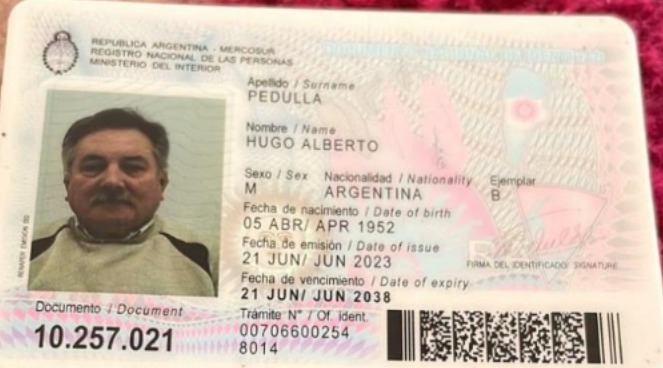 REPUBLICA ARGENTINA - MERCOSUR
REGISTRO NACIONAL DE LAS PERSONAS
MINISTERIO DEL INTERIOR
Apellido / Surname
PEDULLA
Nombre / Name
HUGO ALBERTO
Sexo / Sex Nacionalidad / Nationality Ejemplar
M ARGENTINA B
Fecha de nacimiento / Date of birth
05 ABR/ APR 1952
Fecha de emisión / Date of issue
21 JUN/ JUN 2023
FIRMA DEL IDENTIFICADO/ SIGNATURE
Fecha de vencimiento / Date of expiry
21 JUN/ JUN 2038
Documento / Document
10.257.021
Trámite N° / Of. ident.
00706600254
8014